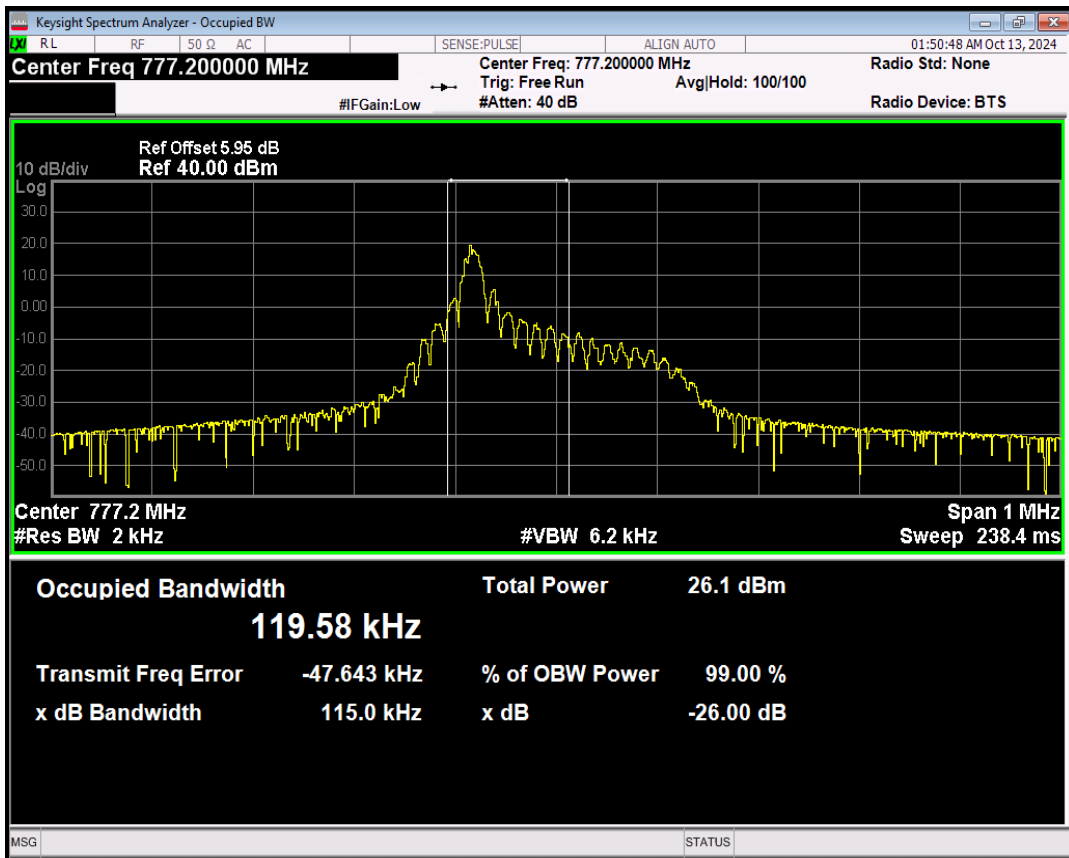 Keysight Spectrum Analyzer - Occupied BW
LXI RL RF 50 Ω AC SENSE:PULSE ALIGN AUTO 01:50:48 AM Oct 13, 2024
Center Freq 777.200000 MHz Center Freq: 777.200000 MHz Radio Std: None
Trig: Free Run Avg|Hold: 100/100
#IFGain:Low #Atten: 40 dB Radio Device: BTS
Ref Offset 5.95 dB
10 dB/div Ref 40.00 dBm
Log
30.0
20.0
10.0
0.00
-10.0
-20.0
-30.0
-40.0
-50.0
Center 777.2 MHz Span 1 MHz
#Res BW 2 kHz #VBW 6.2 kHz Sweep 238.4 ms
Occupied Bandwidth Total Power 26.1 dBm
119.58 kHz
Transmit Freq Error -47.643 kHz % of OBW Power 99.00 %
x dB Bandwidth 115.0 kHz x dB -26.00 dB
MSG STATUS